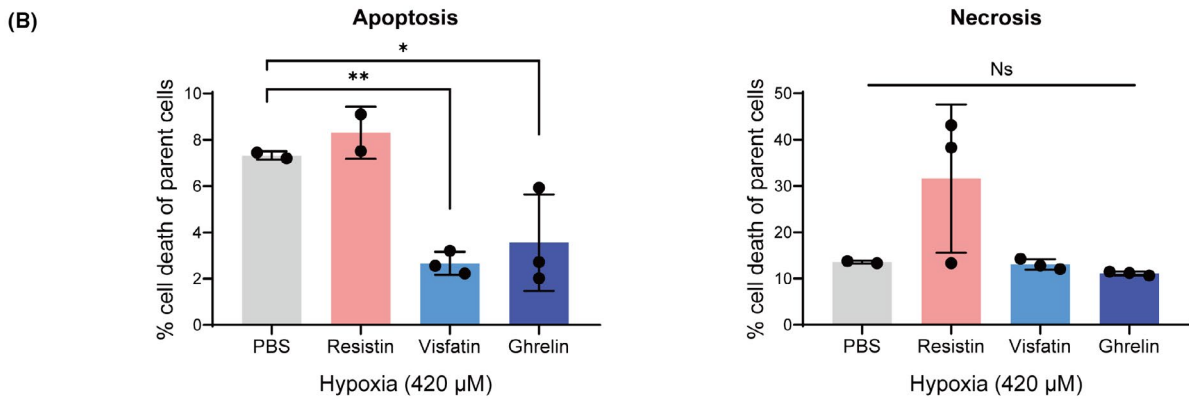 (B)
Apoptosis
*
**
% cell death of parent cells
10
8
6
4
2
0
PBS Resistin Visfatin Ghrelin
Hypoxia (420 µM)
Necrosis
Ns
% cell death of parent cells
50
40
30
20
10
0
PBS Resistin Visfatin Ghrelin
Hypoxia (420 µM)